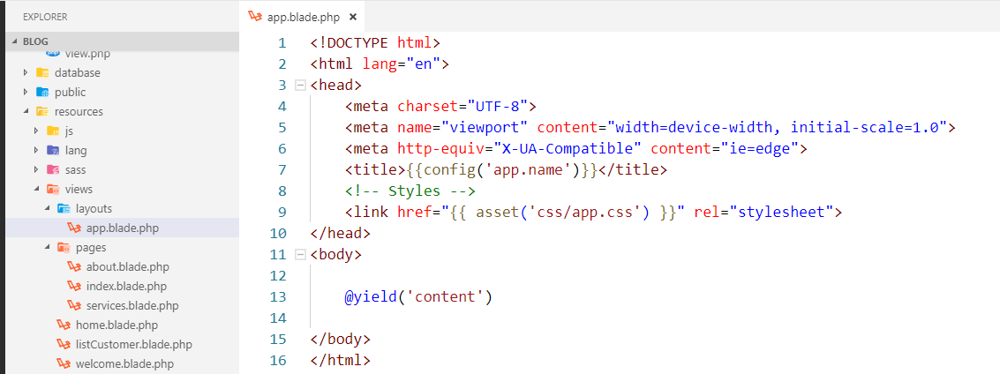 EXPLORER
BLOG
view.php
database
public
resources
js
lang
sass
views
layouts
app.blade.php
pages
about.blade.php
index.blade.php
services.blade.php
home.blade.php
listCustomer.blade.php
welcome.blade.php
app.blade.php ×
1 <!DOCTYPE html>
2 <html lang="en">
3 <head>
4 <meta charset="UTF-8">
5 <meta name="viewport" content="width=device-width, initial-scale=1.0">
6 <meta http-equiv="X-UA-Compatible" content="ie=edge">
7 <title>{{config('app.name')}}</title>
8 <!-- Styles -->
9 <link href="{{ asset('css/app.css') }}" rel="stylesheet">
10 </head>
11 <body>
12
13 @yield('content')
14
15 </body>
16 </html>